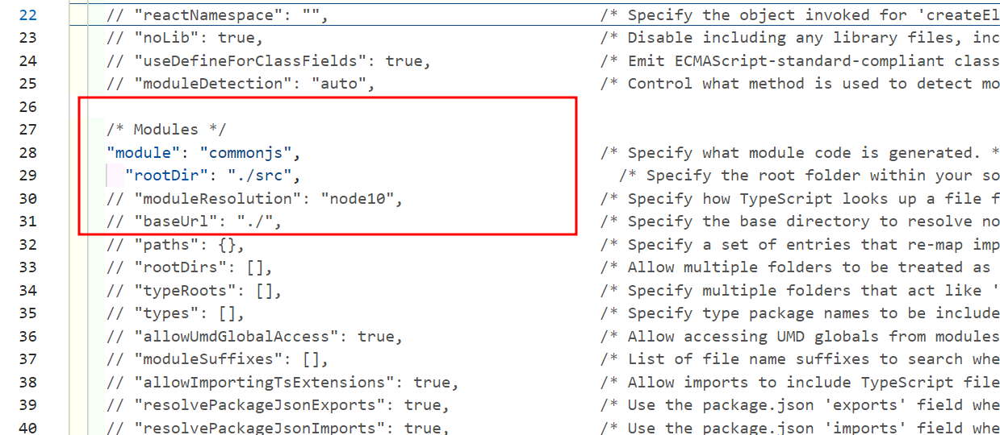 22 // "reactNamespace": "", /* Specify the object invoked for 'createEl
23 // "noLib": true, /* Disable including any library files, inc
24 // "useDefineForClassFields": true, /* Emit ECMAScript-standard-compliant class
25 // "moduleDetection": "auto", /* Control what method is used to detect mo
26
27 /* Modules */
28 "module": "commonjs", /* Specify what module code is generated. *
29 "rootDir": "./src", /* Specify the root folder within your so
30 // "moduleResolution": "node10", /* Specify how TypeScript looks up a file f
31 // "baseUrl": "./", /* Specify the base directory to resolve no
32 // "paths": {}, /* Specify a set of entries that re-map imp
33 // "rootDirs": [], /* Allow multiple folders to be treated as
34 // "typeRoots": [], /* Specify multiple folders that act like '
35 // "types": [], /* Specify type package names to be include
36 // "allowUmdGlobalAccess": true, /* Allow accessing UMD globals from modules
37 // "moduleSuffixes": [], /* List of file name suffixes to search whe
38 // "allowImportingTsExtensions": true, /* Allow imports to include TypeScript file
39 // "resolvePackageJsonExports": true, /* Use the package.json 'exports' field whe
40 // "resolvePackageJsonImports": true, /* Use the package.json 'imports' field whe